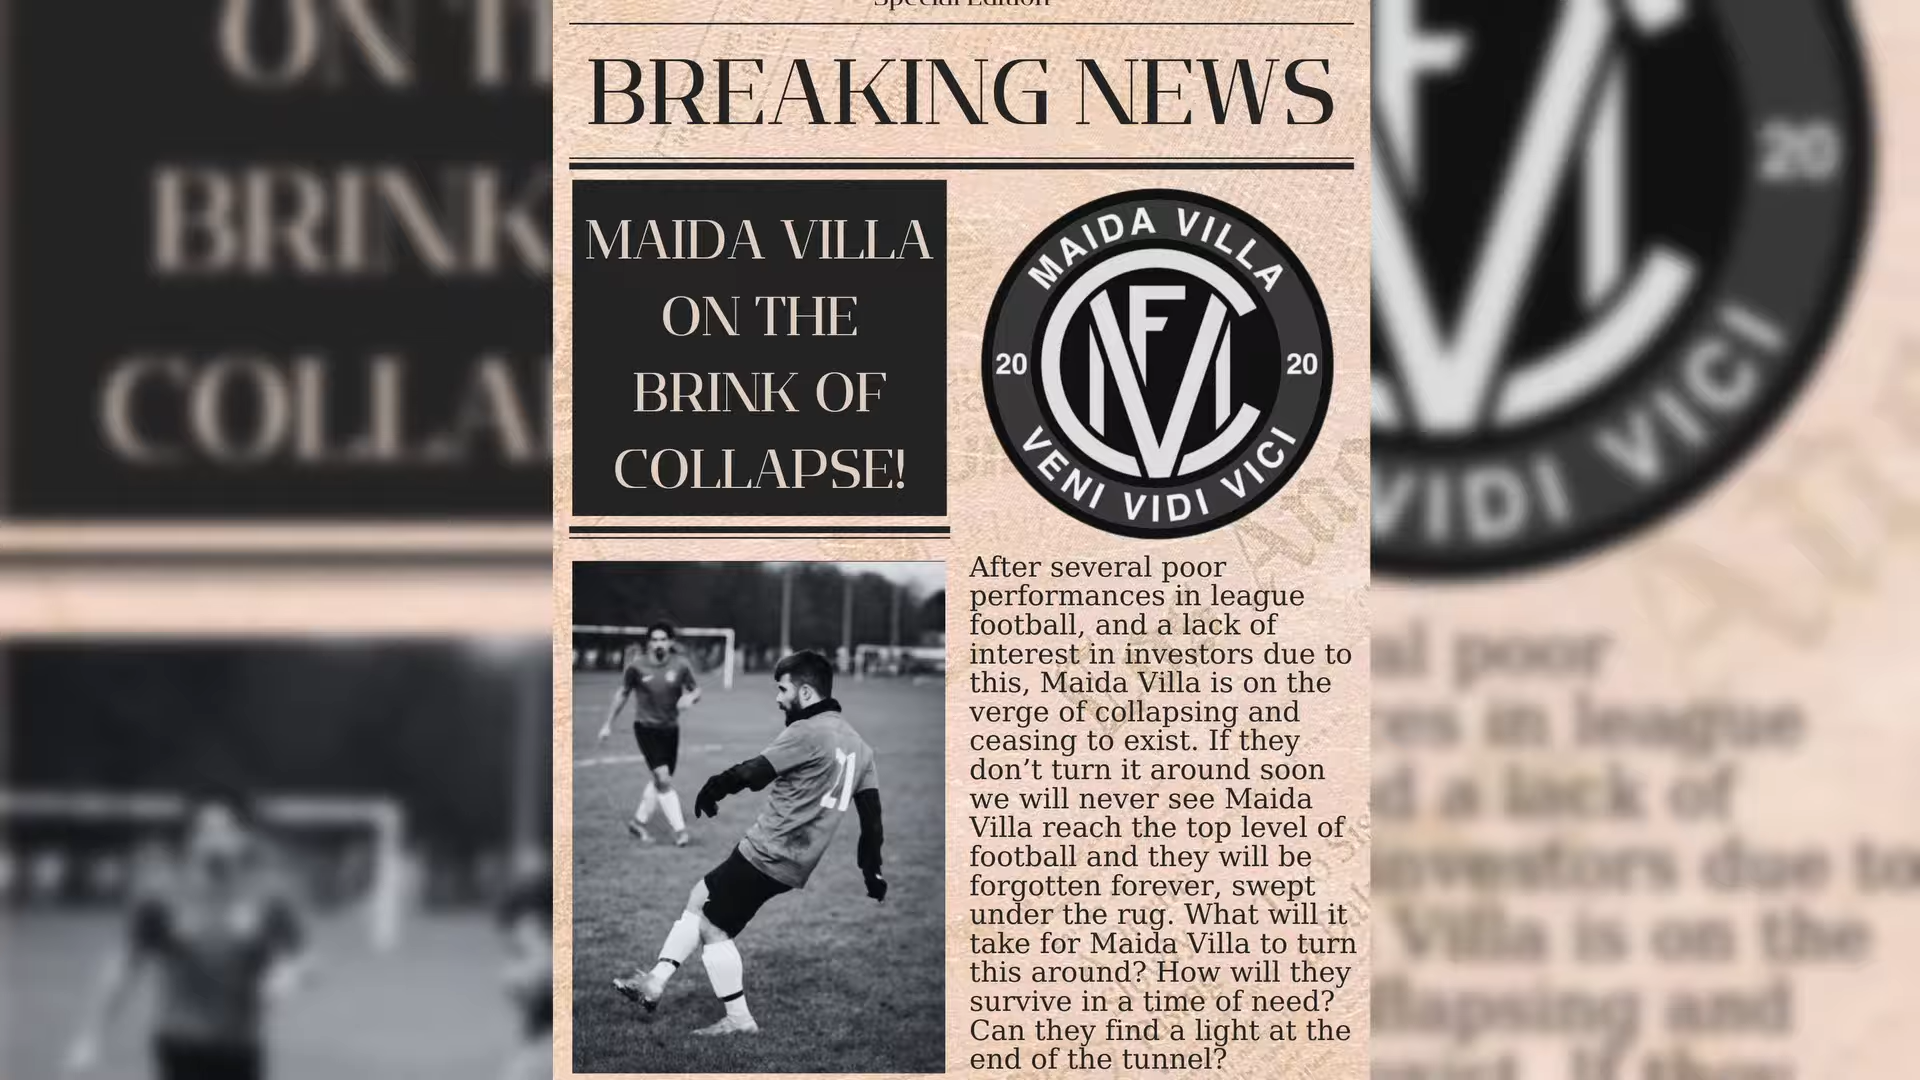 Special Edition
BREAKING NEWS
MAIDA VILLA
ON THE
BRINK OF
COLLAPSE!
MAIDA VILLA
20
20
FC
MV
VENI VIDI VICI
21
After several poor
performances in league
football, and a lack of
interest in investors due to
this, Maida Villa is on the
verge of collapsing and
ceasing to exist. If they
don’t turn it around soon
we will never see Maida
Villa reach the top level of
football and they will be
forgotten forever, swept
under the rug. What will it
take for Maida Villa to turn
this around? How will they
survive in a time of need?
Can they find a light at the
end of the tunnel?